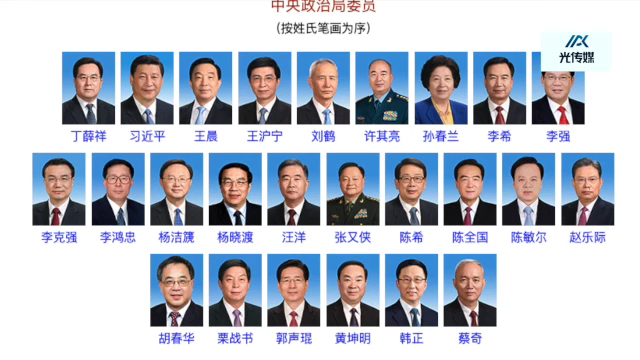 中央政治局委员
(按姓氏笔画为序)
光传媒
丁薛祥 习近平 王晨 王沪宁 刘鹤 许其亮 孙春兰 李希 李强
李克强 李鸿忠 杨洁篪 杨晓渡 汪洋 张又侠 陈希 陈全国 陈敏尔 赵乐际
胡春华 栗战书 郭声琨 黄坤明 韩正 蔡奇